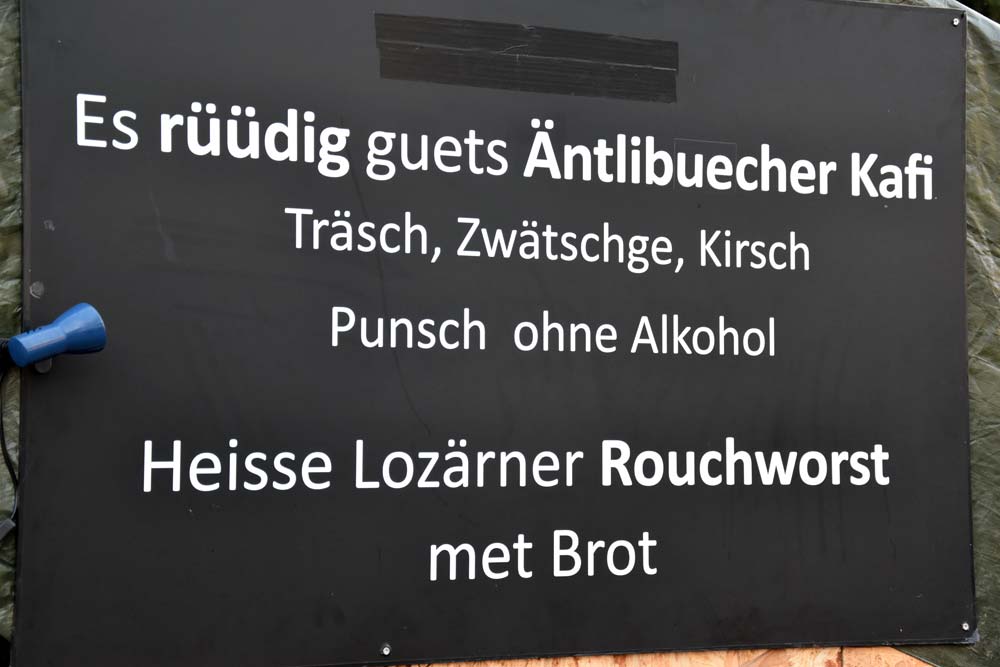 Es rüüdig guets Äntlibuecher Kafi
Träsch, Zwätschge, Kirsch
Punsch ohne Alkohol
Heisse Lozärner Rouchworst
met Brot